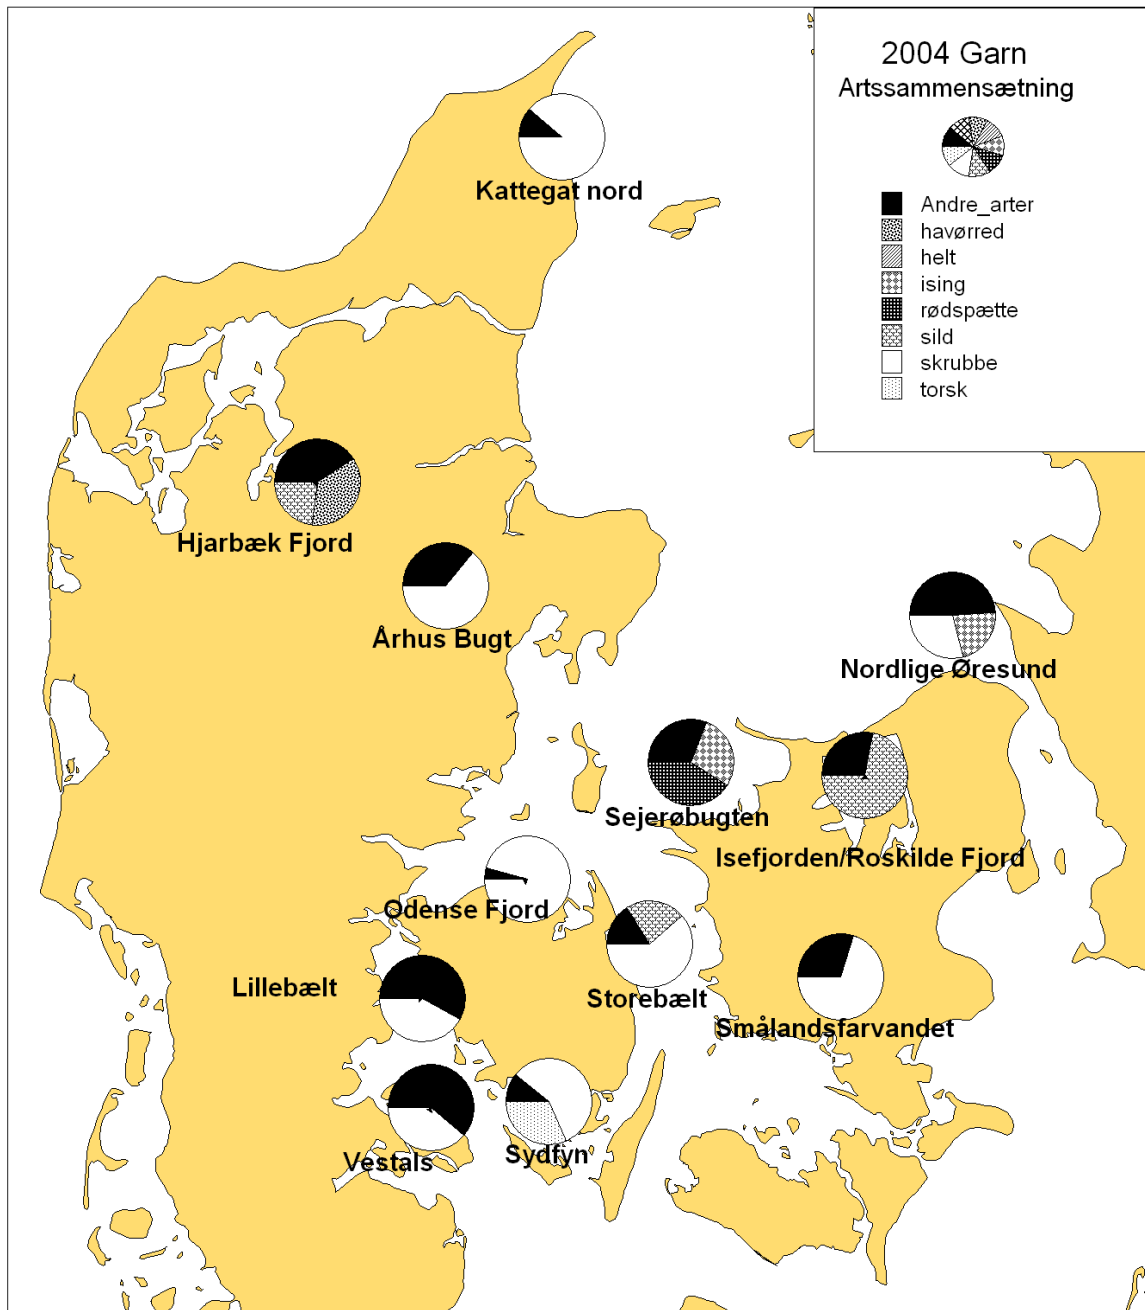 2004 Garn
Artssammensætning
Andre_arter
havørred
helt
ising
rødspætte
sild
skrubbe
torsk
Kattegat nord
Hjarbæk Fjord
Århus Bugt
Nordlige Øresund
Sejerøbugten
Isefjorden/Roskilde Fjord
Odense Fjord
Lillebælt
Storebælt
Smålandsfarvandet
Vestals
Sydfyn